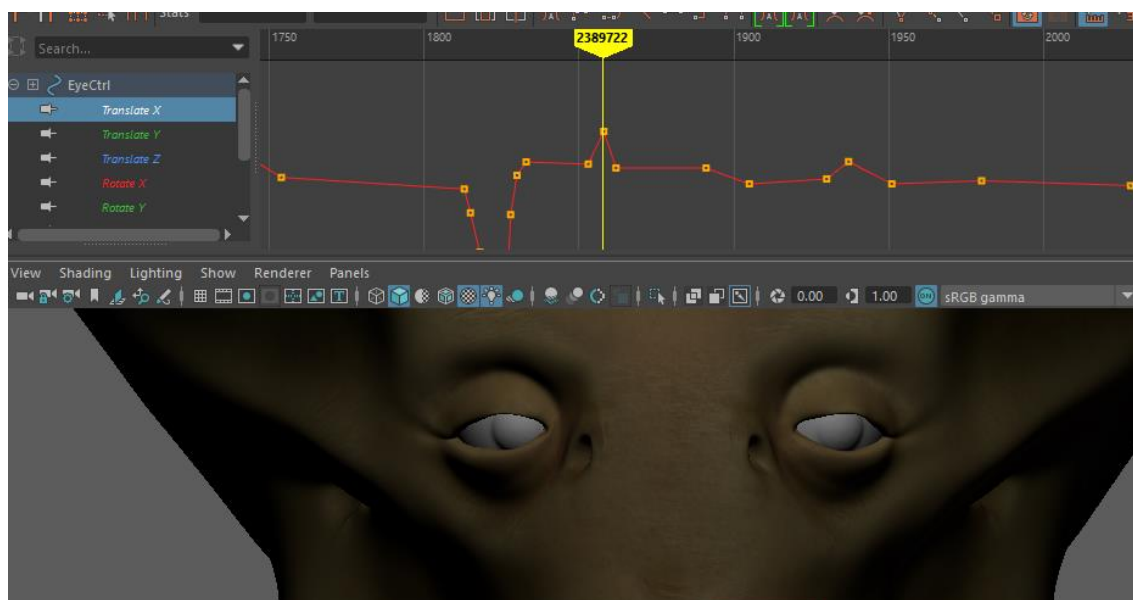 Stats
Search...
1750 1800 2389722 1900 1950 2000
EyeCtrl
Translate X
Translate Y
Translate Z
Rotate X
Rotate Y
View Shading Lighting Show Renderer Panels
0.00 1.00 ON sRGB gamma